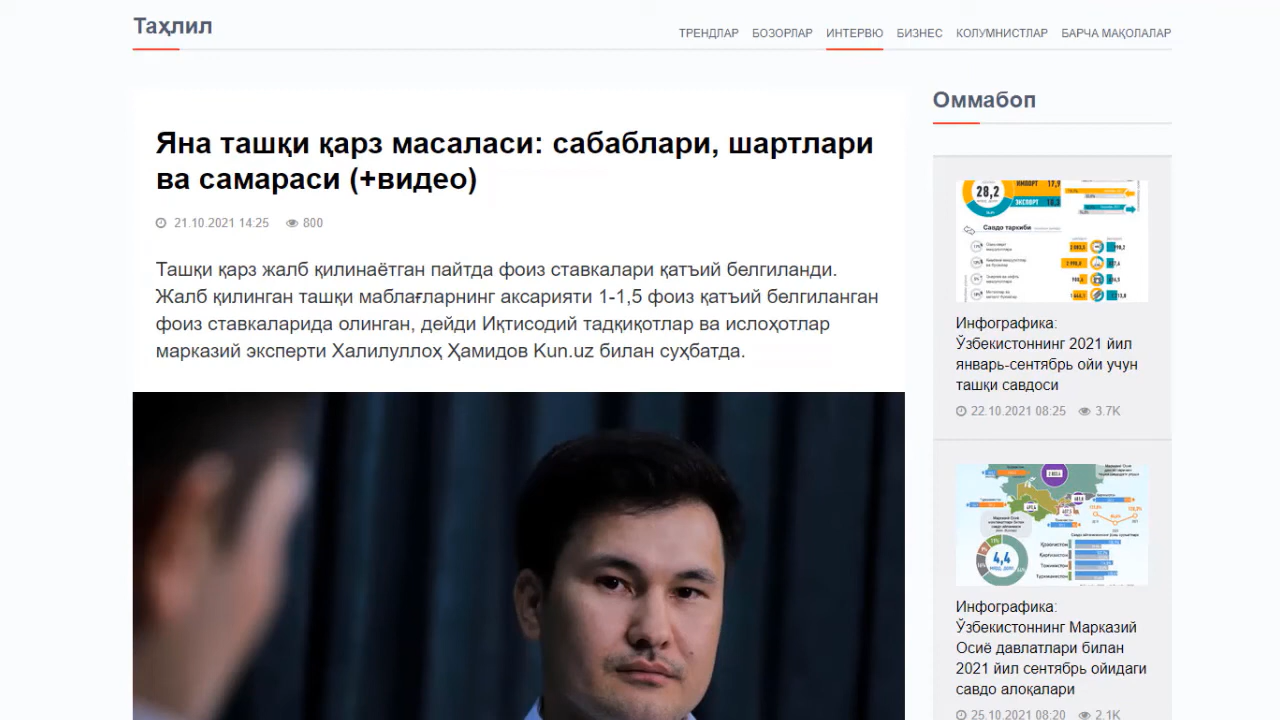 Таҳлил
ТРЕНДЛАР БОЗОРЛАР ИНТЕРВЮ БИЗНЕС КОЛУМНИСТЛАР БАРЧА МАҚОЛАЛАР
Яна ташқи қарз масаласи: сабаблари, шартлари
ва самараси (+видео)
21.10.2021 14:25 800
Ташқи қарз жалб қилинаётган пайтда фоиз ставкалари қатъий белгиланди.
Жалб қилинган ташқи маблағларнинг аксарияти 1-1,5 фоиз қатъий белгиланган
фоиз ставкаларида олинган, дейди Иқтисодий тадқиқотлар ва ислоҳотлар
марказий эксперти Халилуллоҳ Ҳамидов Kun.uz билан суҳбатда.
Оммабоп
28,2
ИМПОРТ 17,9
ЭКСПОРТ
Савдо таркиби
Инфографика:
Ўзбекистоннинг 2021 йил
январь-сентябрь ойи учун
ташқи савдоси
22.10.2021 08:25 3.7K
4,4
Инфографика:
Ўзбекистоннинг Марказий
Осиё давлатлари билан
2021 йил сентябрь ойидаги
савдо алоқалари
25.10.2021 08:20 2.1K